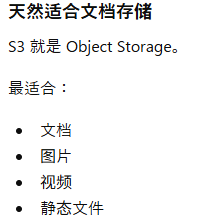 天然适合文档存储
S3 就是 Object Storage。
最适合：
• 文档
• 图片
• 视频
• 静态文件